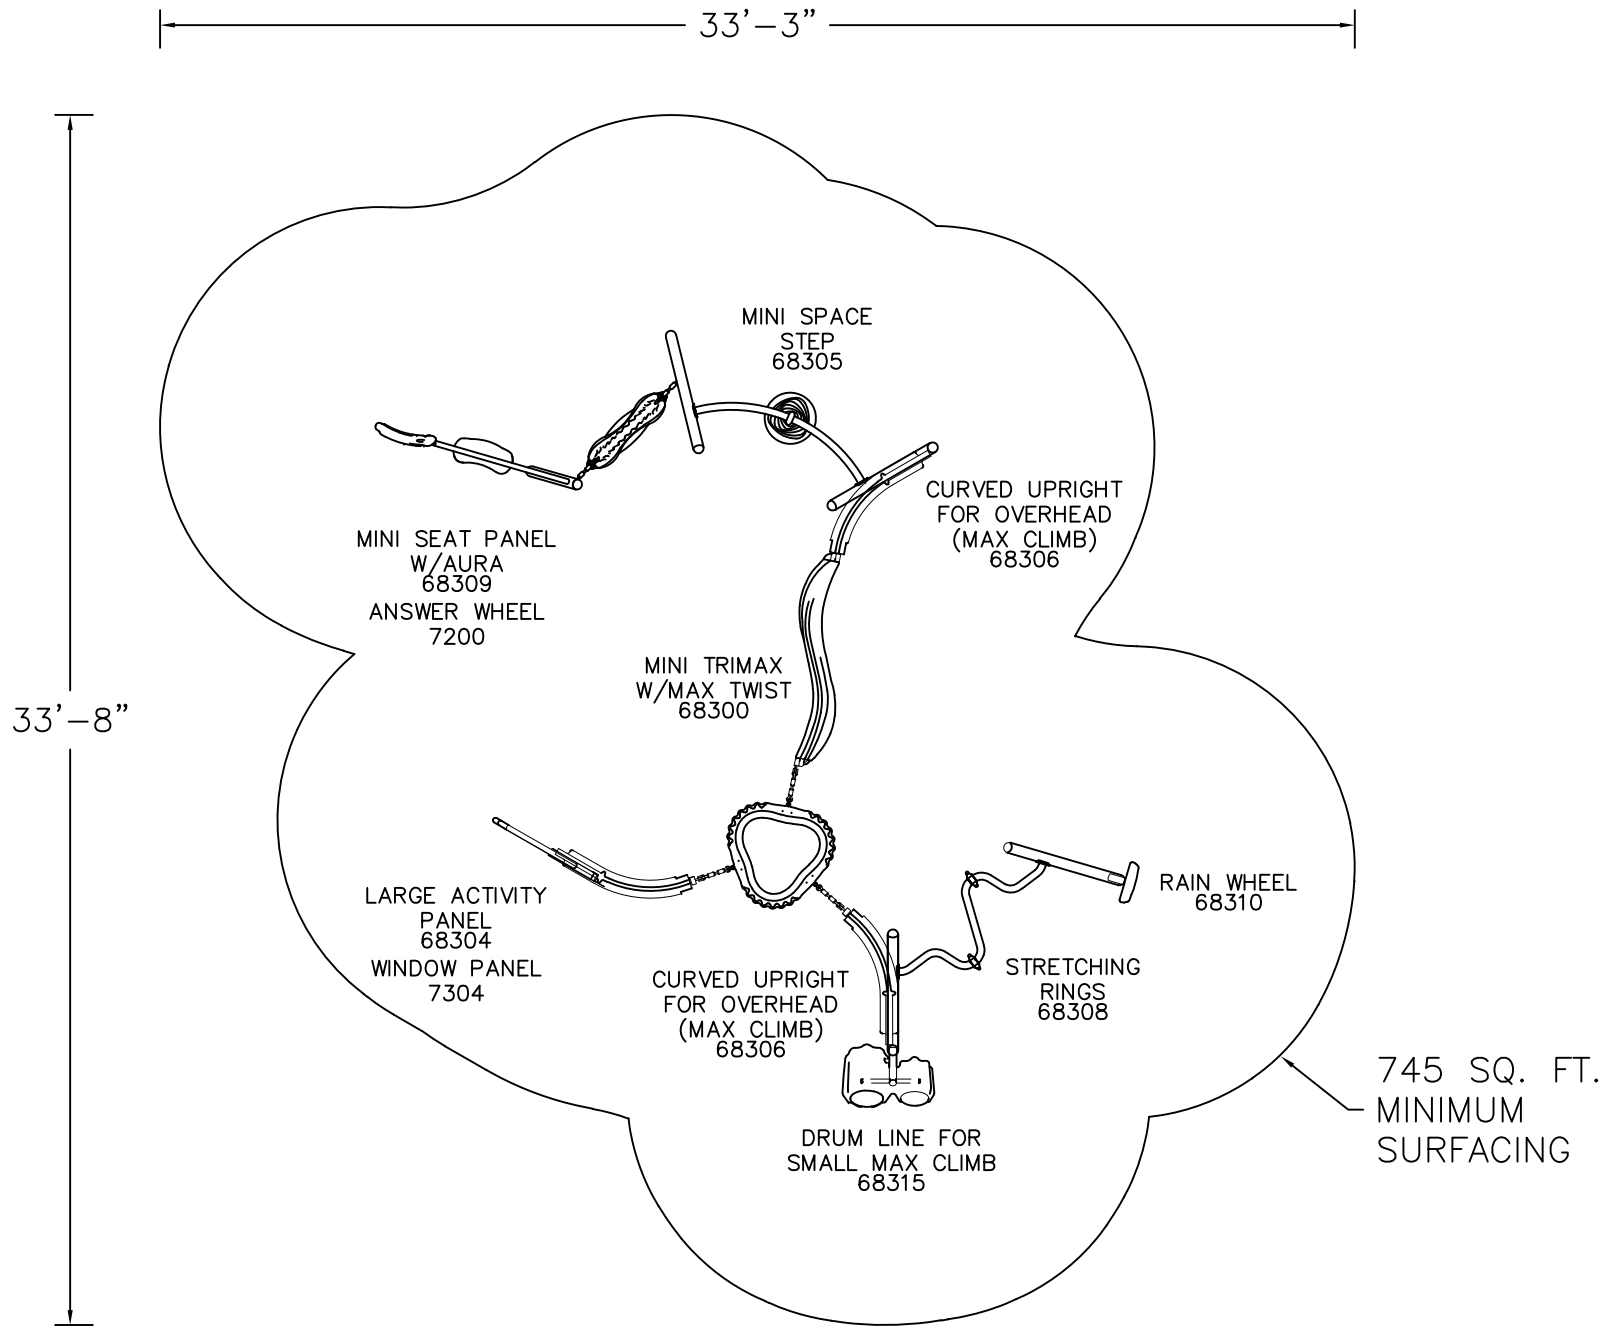 33’-3”
MINI SPACE
STEP
68305
CURVED UPRIGHT
FOR OVERHEAD
(MAX CLIMB)
68306
MINI SEAT PANEL
W/AURA
68309
ANSWER WHEEL
7200
MINI TRIMAX
W/MAX TWIST
68300
33’-8”
RAIN WHEEL
68310
LARGE ACTIVITY
PANEL
68304
WINDOW PANEL
7304
CURVED UPRIGHT
FOR OVERHEAD
(MAX CLIMB)
68306
STRETCHING
RINGS
68308
745 SQ. FT.
MINIMUM
SURFACING
DRUM LINE FOR
SMALL MAX CLIMB
68315